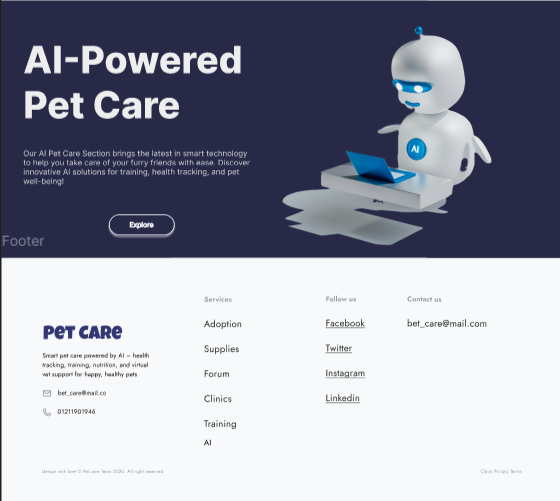 AI-Powered
Pet Care
Our AI Pet Care Section brings the latest in smart technology
to help you take care of your furry friends with ease. Discover
innovative AI solutions for training, health tracking, and pet
well-being!
Explore
AI
Footer
Pet Care
Smart pet care powered by AI – health
tracking, training, nutrition, and virtual
vet support for happy, healthy pets
bet_care@mail.co
01211901946
Services
Adoption
Supplies
Forum
Clinics
Training
AI
Follow us
Facebook
Twitter
Instagram
Linkedin
Contact us
bet_care@mail.com
Design with love © Pet care Team 2020. All right reserved
Terms